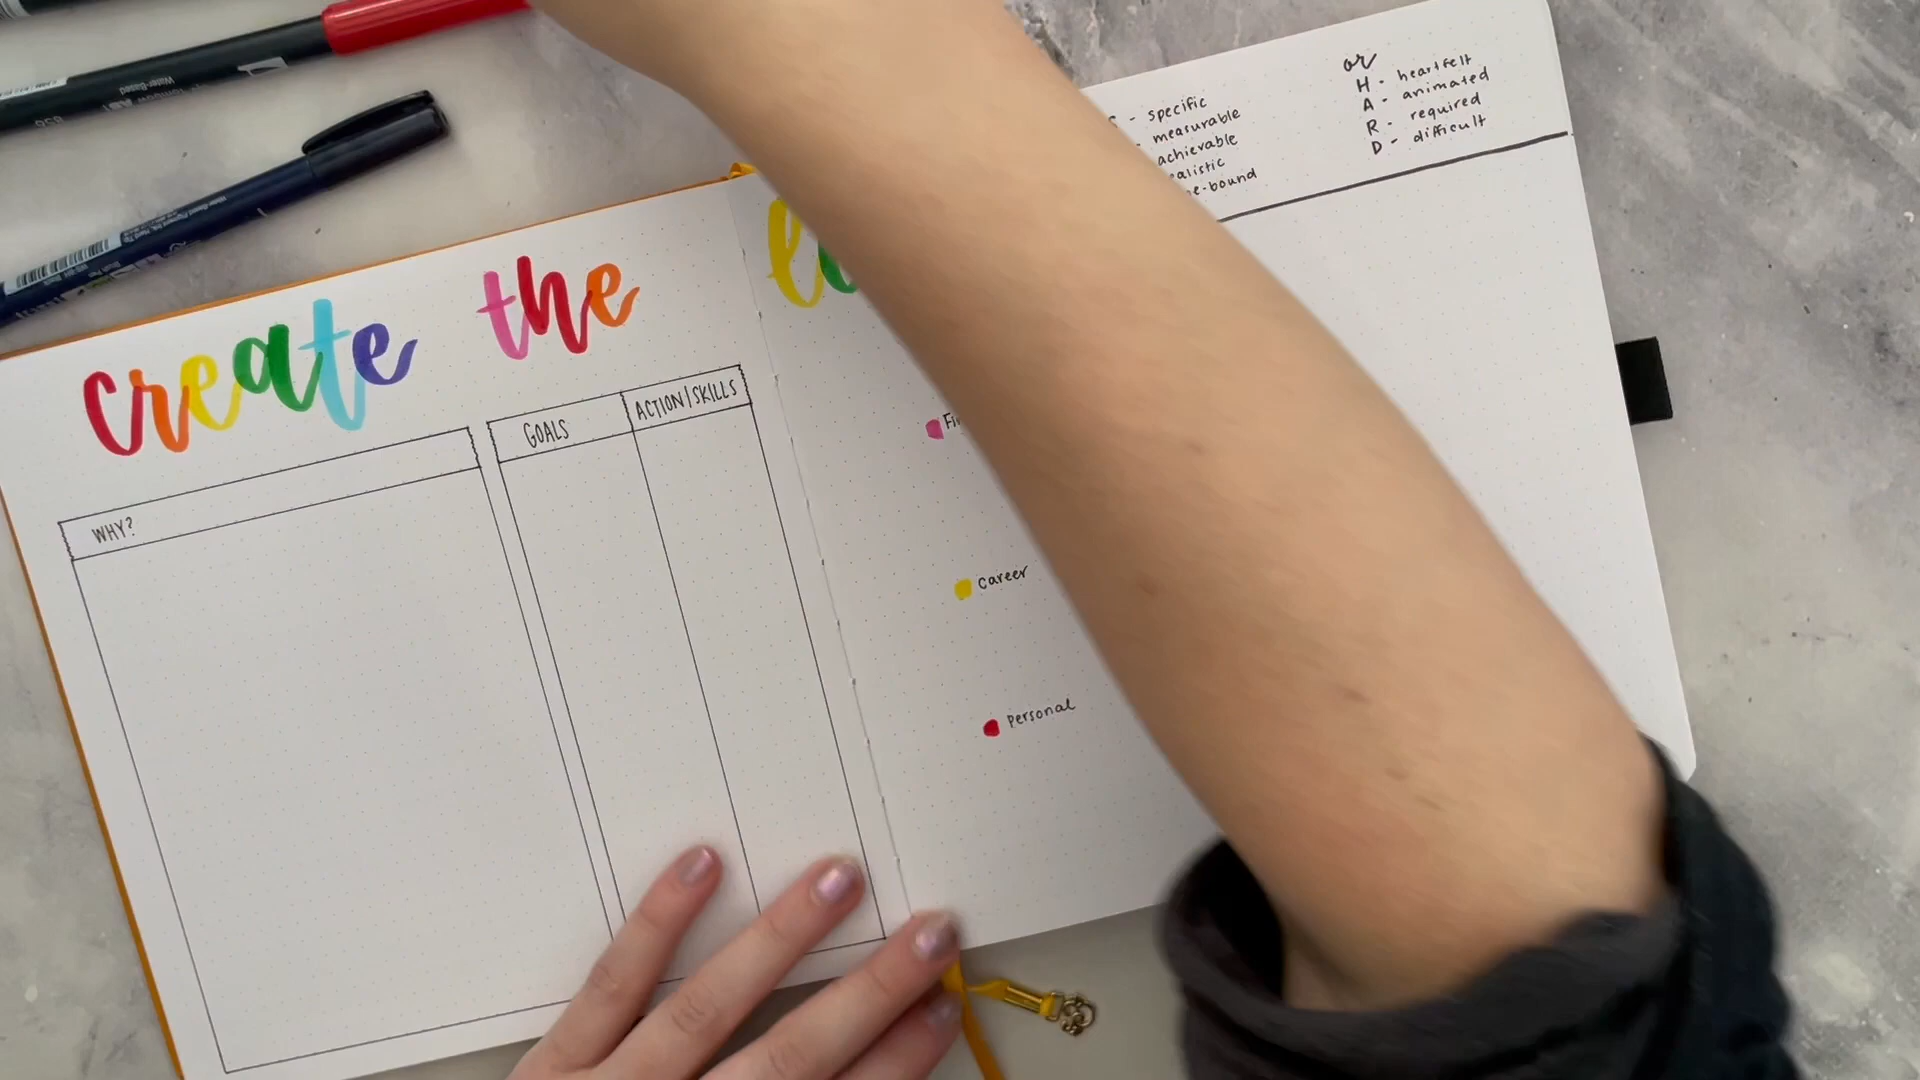 create the
WHY?
GOALS
ACTION/SKILLS
- specific
measurable
achievable
or
H - heartfelt
A - animated
R - required
D - difficult
career
Personal